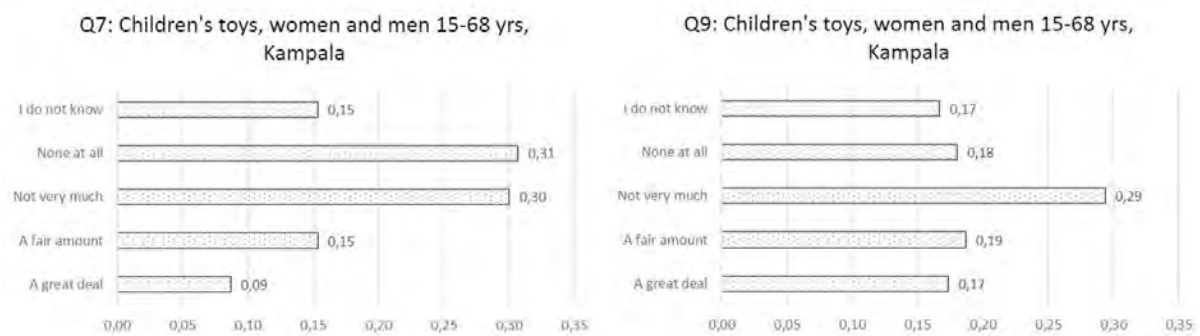 Q7: Children's toys, women and men 15-68 yrs,
Kampala
I do not know
0,15
None at all
0,31
Not very much
0,30
A fair amount
0,15
A great deal
0,09
0,00 0,05 0,10 0,15 0,20 0,25 0,30 0,35
Q9: Children's toys, women and men 15-68 yrs,
Kampala
I do not know
0,17
None at all
0,18
Not very much
0,29
A fair amount
0,19
A great deal
0,17
0,00 0,05 0,10 0,15 0,20 0,25 0,30 0,35